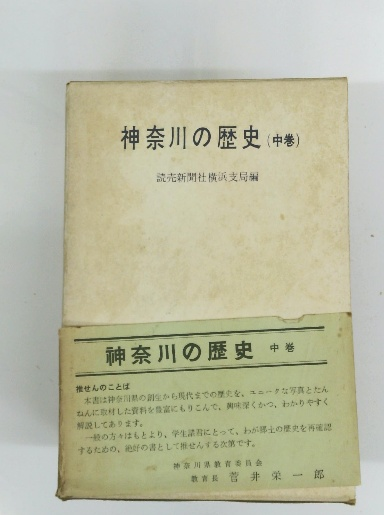 神奈川の歴史(中巻)
読売新聞社横浜支局編
神奈川の歴史 中巻
推せんのことば
本書は神奈川県の創生から現代までの歴史を、ユニークな写真とたん
ねんに取材した資料を豊富にもりこんで、興味深くかつ、わかりやすく
解説してあります。
一般の方々はもとより、学生諸君にとって、わが郷土の歴史を再確認
するための、絶好の書として推せんする次第です。
神奈川県教育委員会
教育長 菅井栄一郎